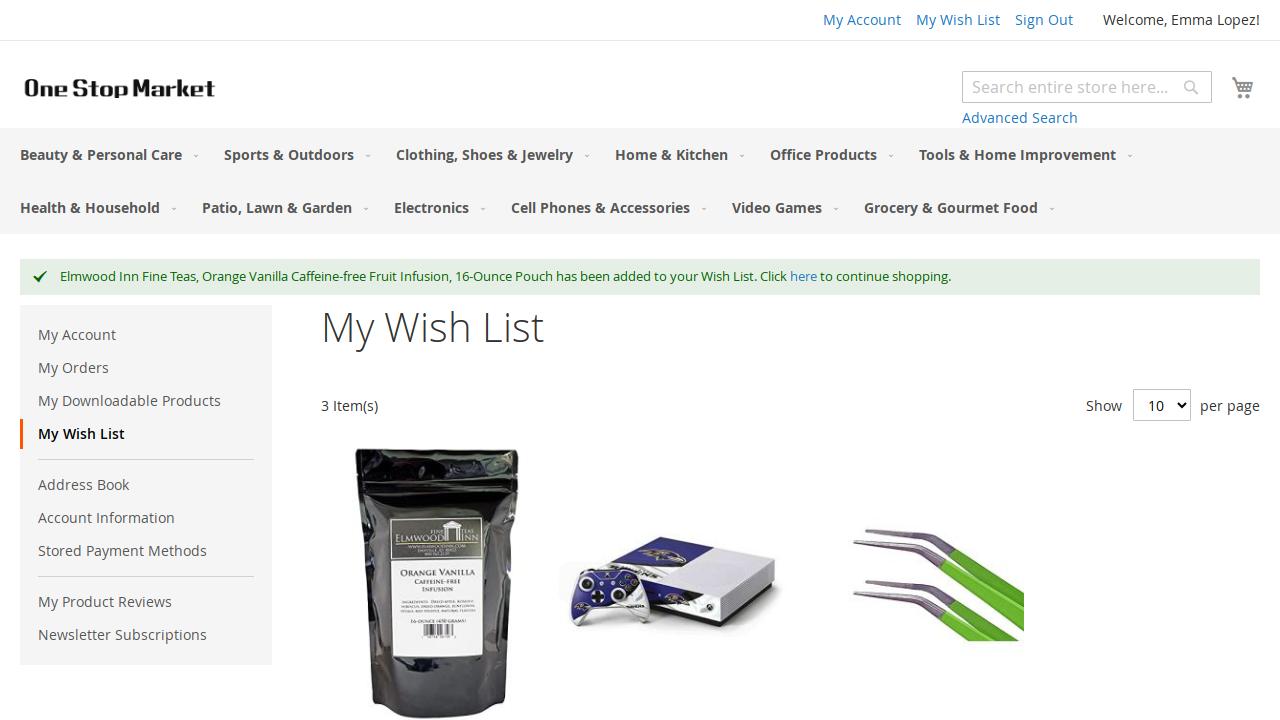 My Account My Wish List Sign Out Welcome, Emma Lopez!
One Stop Market
Search entire store here...
Advanced Search
Beauty & Personal Care Sports & Outdoors Clothing, Shoes & Jewelry Home & Kitchen Office Products Tools & Home Improvement
Health & Household Patio, Lawn & Garden Electronics Cell Phones & Accessories Video Games Grocery & Gourmet Food
Elmwood Inn Fine Teas, Orange Vanilla Caffeine-free Fruit Infusion, 16-Ounce Pouch has been added to your Wish List. Click here to continue shopping.
My Account
My Orders
My Downloadable Products
My Wish List
Address Book
Account Information
Stored Payment Methods
My Product Reviews
Newsletter Subscriptions
My Wish List
3 Item(s)
Show 10 per page
FINE TEAS
ELMWOOD INN
ORANGE VANILLA
CAFFEINE-FREE
INFUSION
16-OUNCE (450 GRAMS)